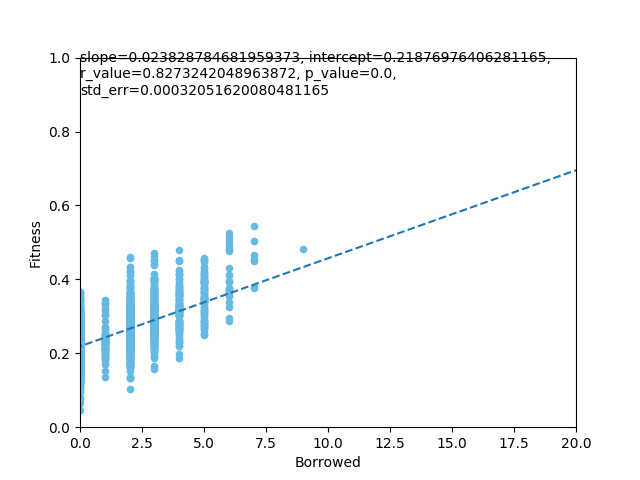 slope=0.023828784681959373, intercept=0.21876976406281165,
r_value=0.8273242048963872, p_value=0.0,
std_err=0.00032051620080481165
1.0
0.8
0.6
0.4
0.2
0.0
Fitness
0.0 2.5 5.0 7.5 10.0 12.5 15.0 17.5 20.0
Borrowed